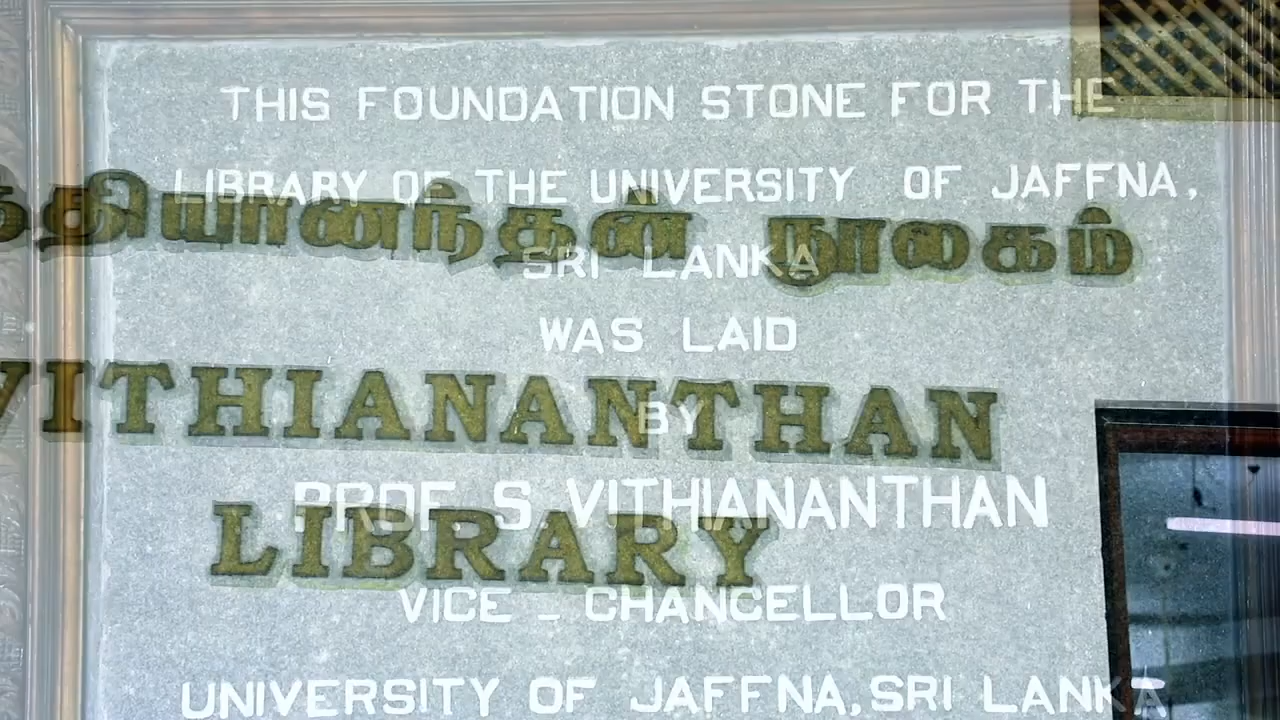 THIS FOUNDATION STONE FOR THE
LIBRARY OF THE UNIVERSITY OF JAFFNA,
த்தியானந்தன் நூலகம்
SRI LANKA
WAS LAID
VITHIANANTHAN
BY
PROF. S. VITHIANANTHAN
LIBRARY
VICE - CHANCELLOR
UNIVERSITY OF JAFFNA, SRI LANKA